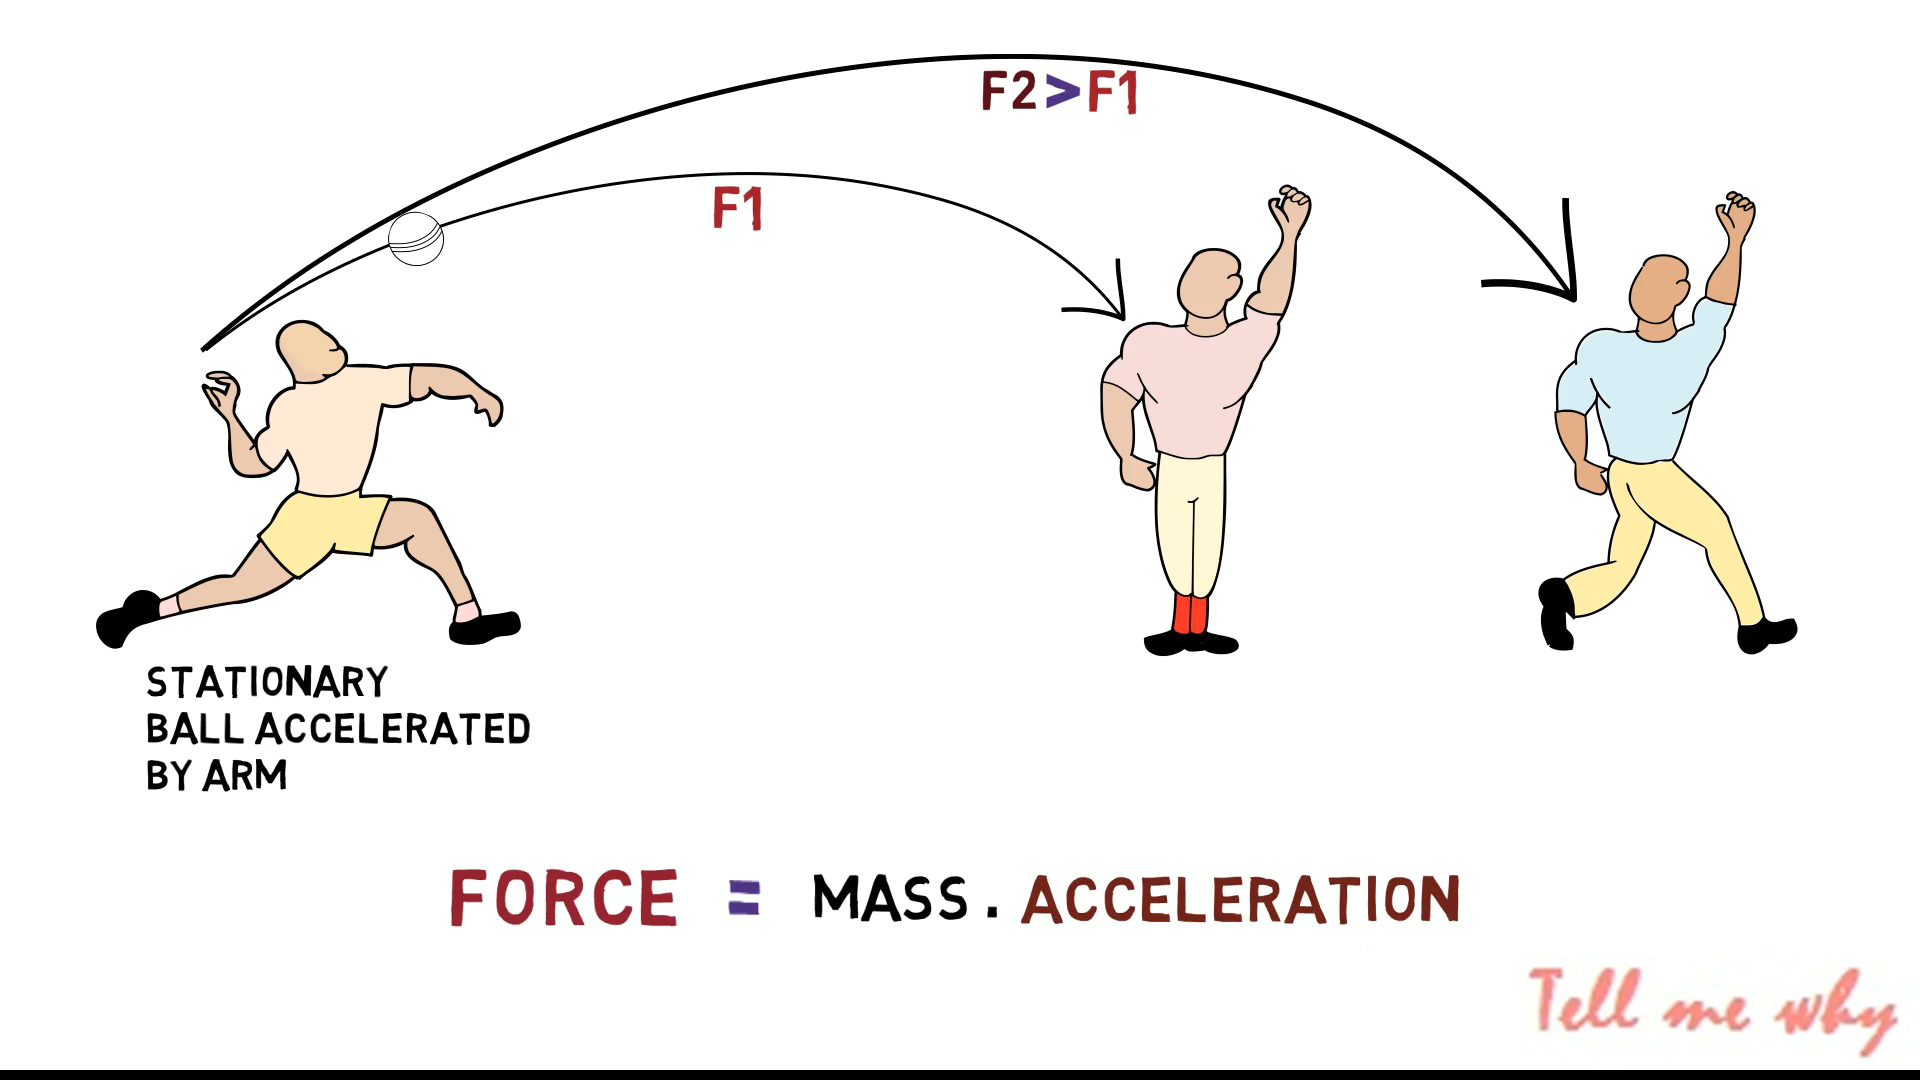 F2>F1
F1
STATIONARY
BALL ACCELERATED
BY ARM
FORCE = MASS . ACCELERATION
Tell me why